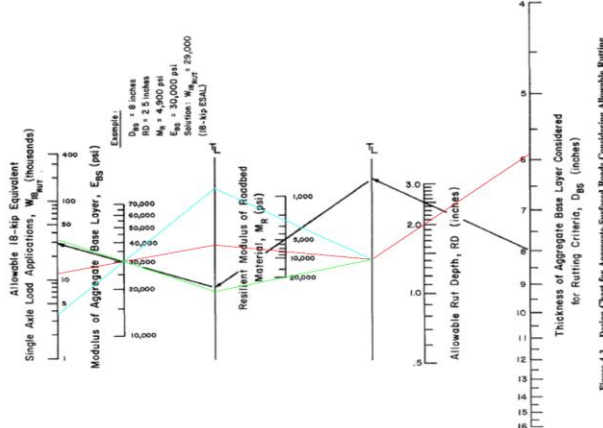 Allowable 18-kip Equivalent
Single Axle Load Applications, W18RUT (thousands)
400
100
50
10
5
1
Modulus of Aggregate Base Layer, EBS (psi)
70,000
60,000
50,000
40,000
30,000
20,000
10,000
Example:
DBS = 8 inches
RD = 2.5 inches
MR = 4,900 psi
EBS = 30,000 psi
Solution: W18RUT = 29,000
(18-kip ESAL)
TL
Resilient Modulus of Roadbed
Material, MR (psi)
1,000
5,000
10,000
20,000
TL
Allowable Rut Depth, RD (inches)
3.0
2.0
1.0
.5
Thickness of Aggregate Base Layer Considered
for Rutting Criteria, DBS (inches)
4
5
6
7
8
9
10
11
12
13
14
15
16
Figure 4.3. Design Chart for Aggregate-Surfaced Roads Considering Allowable Rutting